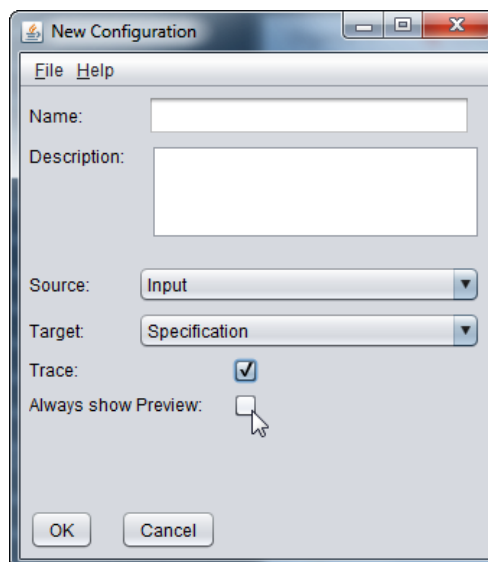 New Configuration
File Help
Name:
Description:
Source: Input
Target: Specification
Trace:
Always show Preview:
OK Cancel